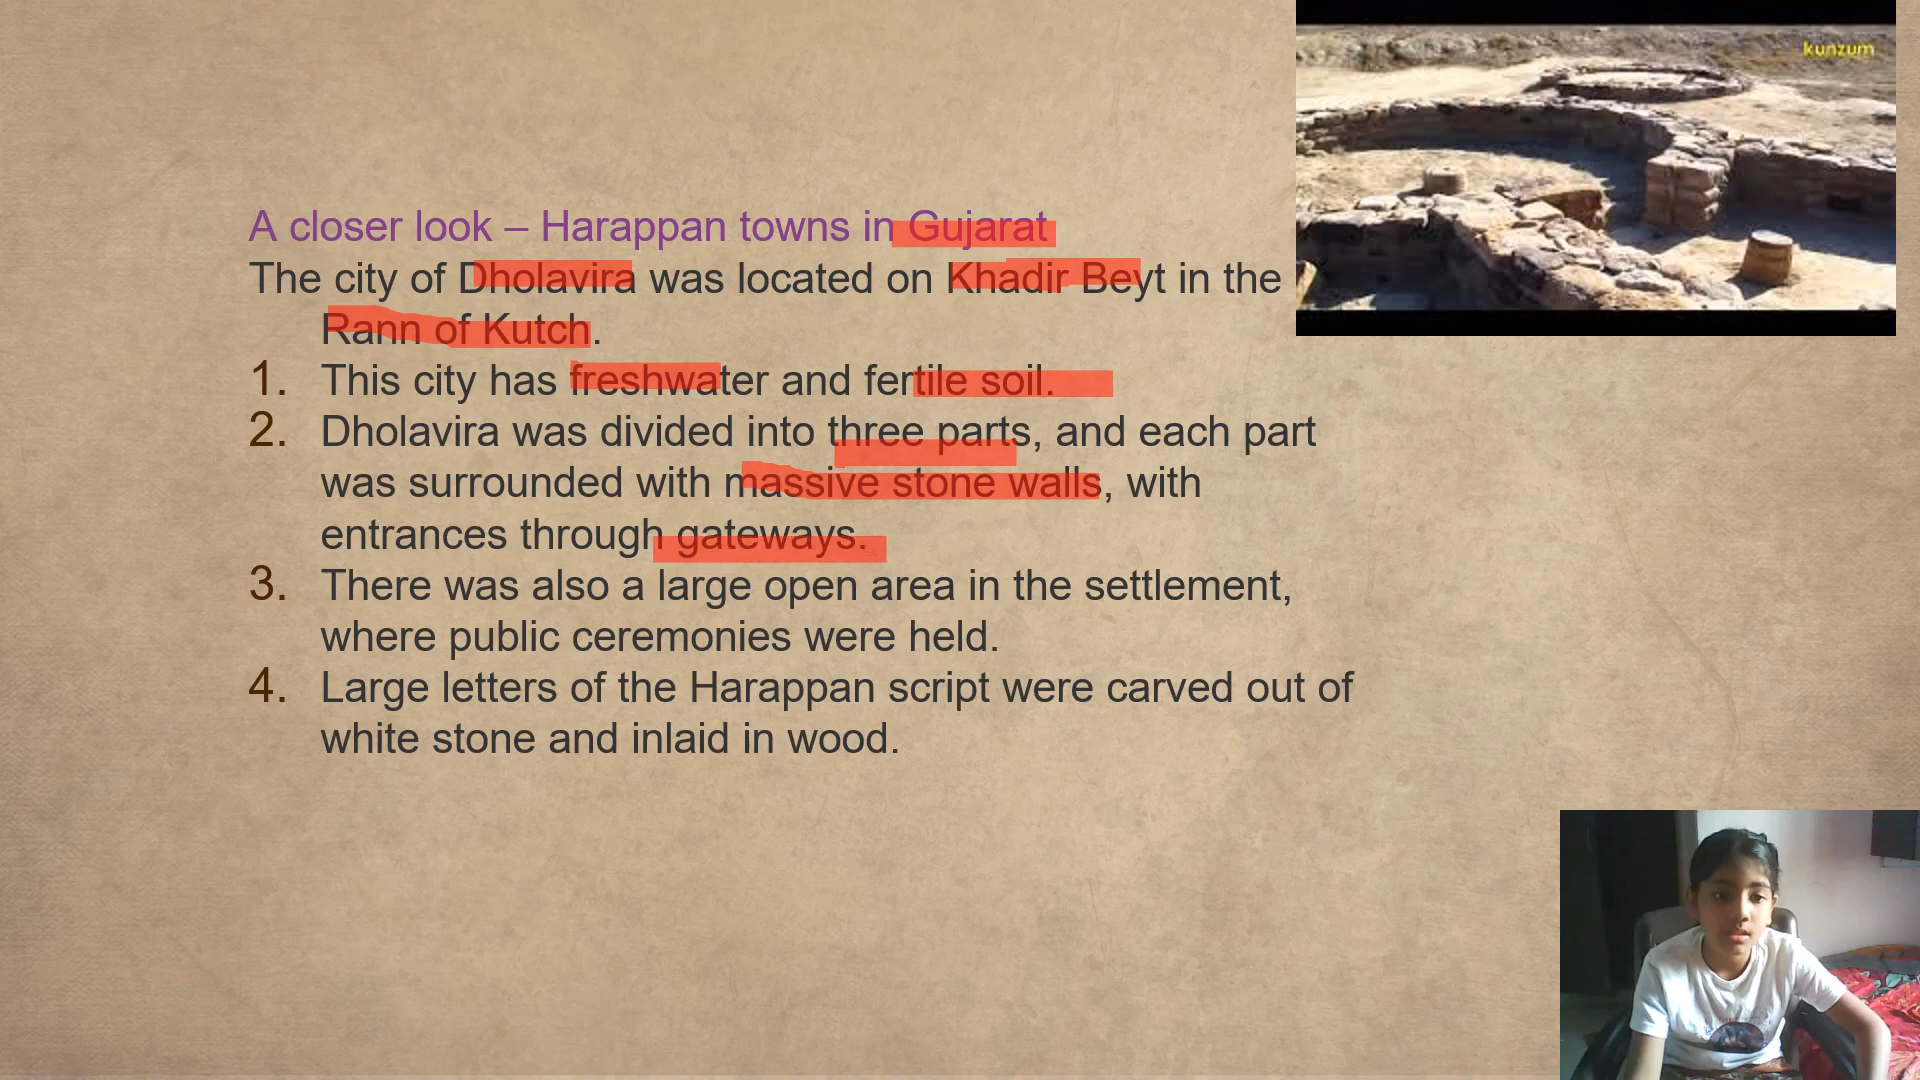 kunzum
A closer look – Harappan towns in Gujarat
The city of Dholavira was located on Khadir Beyt in the
Rann of Kutch.
1. This city has freshwater and fertile soil.
2. Dholavira was divided into three parts, and each part
was surrounded with massive stone walls, with
entrances through gateways.
3. There was also a large open area in the settlement,
where public ceremonies were held.
4. Large letters of the Harappan script were carved out of
white stone and inlaid in wood.